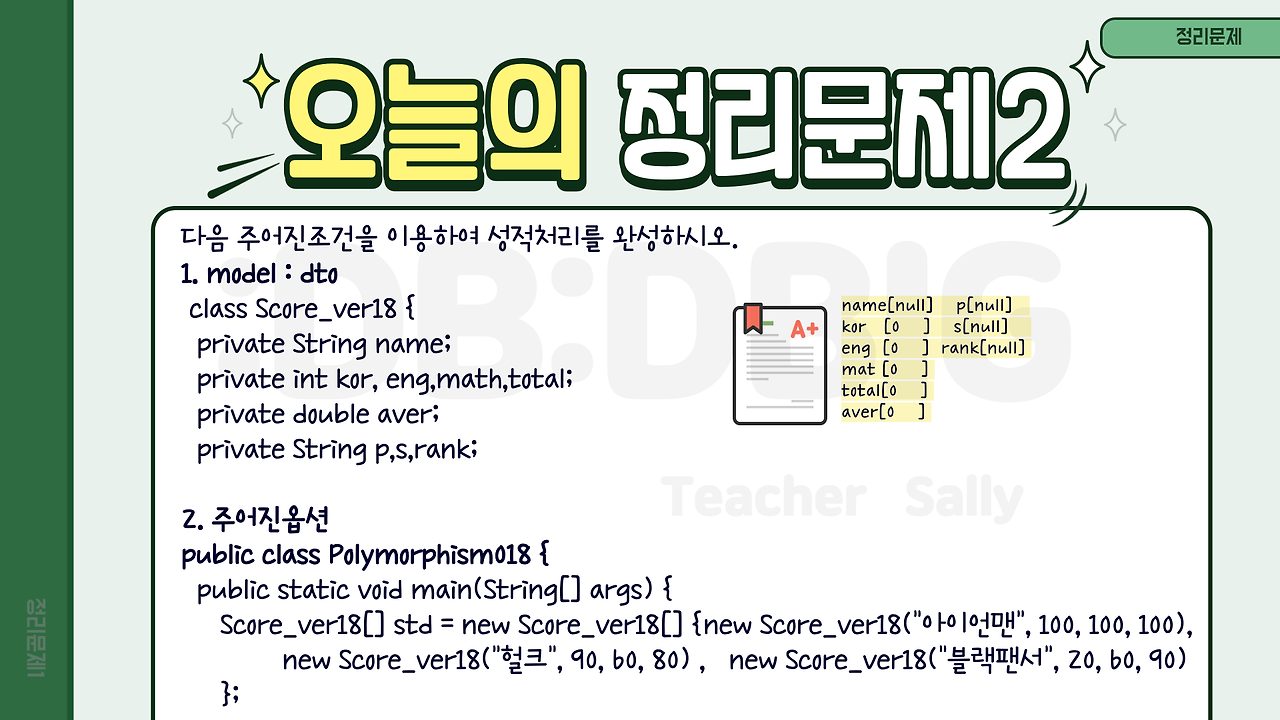 정리문제
오늘의 정리문제2
다음 주어진조건을 이용하여 성적처리를 완성하시오.
1. model : dto
class Score_ver18 {
private String name;
private int kor, eng,math,total;
private double aver;
private String p,s,rank;
A+
name[null] p[null]
kor [0 ] s[null]
eng [0 ] rank[null]
mat [0 ]
total[0 ]
aver[0 ]
DB:DBIG
Teacher Sally
2. 주어진옵션
public class Polymorphism018 {
public static void main(String[] args) {
Score_ver18[] std = new Score_ver18[] {new Score_ver18("아이언맨", 100, 100, 100),
new Score_ver18("헐크", 90, 60, 80) , new Score_ver18("블랙팬서", 20, 60, 90)
};
정리문제1